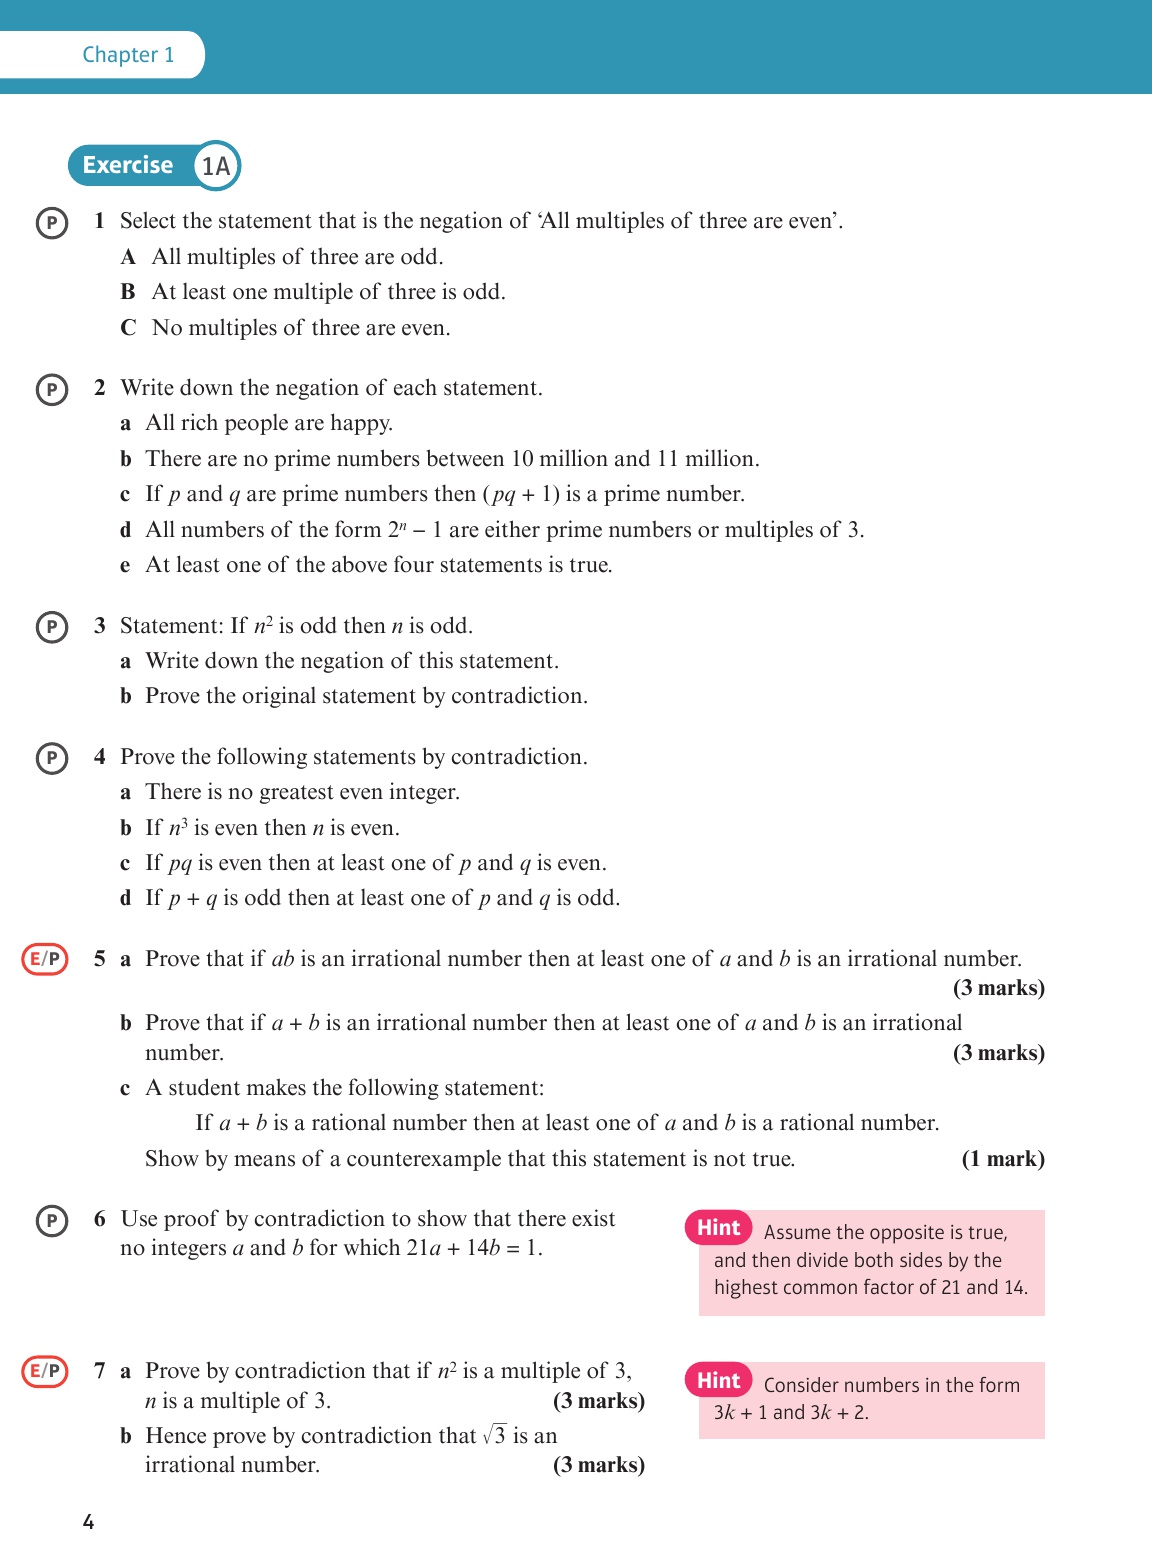 Chapter 1
Exercise 1A
P 1 Select the statement that is the negation of ‘All multiples of three are even’.
A All multiples of three are odd.
B At least one multiple of three is odd.
C No multiples of three are even.
P 2 Write down the negation of each statement.
a All rich people are happy.
b There are no prime numbers between 10 million and 11 million.
c If p and q are prime numbers then (pq + 1) is a prime number.
d All numbers of the form 2ⁿ − 1 are either prime numbers or multiples of 3.
e At least one of the above four statements is true.
P 3 Statement: If n² is odd then n is odd.
a Write down the negation of this statement.
b Prove the original statement by contradiction.
P 4 Prove the following statements by contradiction.
a There is no greatest even integer.
b If n³ is even then n is even.
c If pq is even then at least one of p and q is even.
d If p + q is odd then at least one of p and q is odd.
E/P 5 a Prove that if ab is an irrational number then at least one of a and b is an irrational number.
(3 marks)
b Prove that if a + b is an irrational number then at least one of a and b is an irrational
number. (3 marks)
c A student makes the following statement:
If a + b is a rational number then at least one of a and b is a rational number.
Show by means of a counterexample that this statement is not true. (1 mark)
P 6 Use proof by contradiction to show that there exist
no integers a and b for which 21a + 14b = 1.
Hint Assume the opposite is true,
and then divide both sides by the
highest common factor of 21 and 14.
E/P 7 a Prove by contradiction that if n² is a multiple of 3,
n is a multiple of 3. (3 marks)
b Hence prove by contradiction that √3 is an
irrational number. (3 marks)
Hint Consider numbers in the form
3k + 1 and 3k + 2.
4